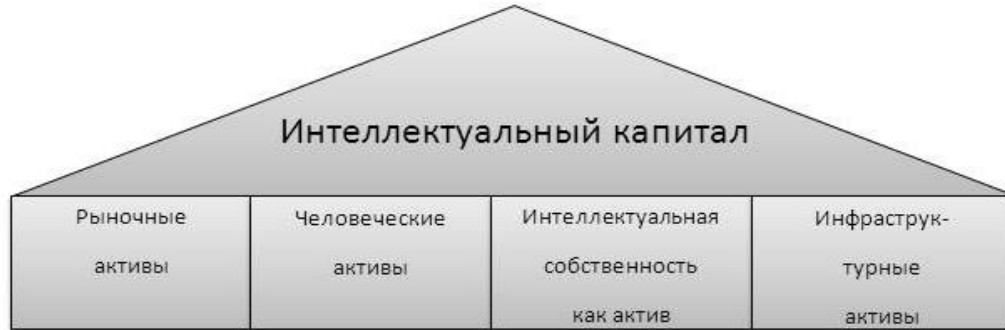 Интеллектуальный капитал
Рыночные
активы
Человеческие
активы
Интеллектуальная
собственность
как актив
Инфраструк-
турные
активы